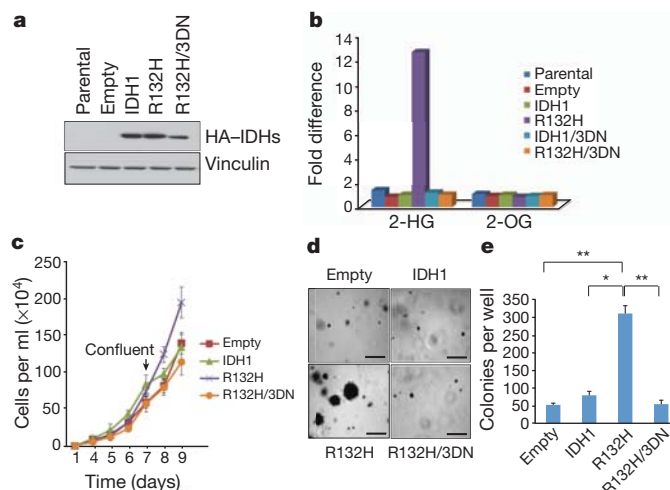 a
Parental
Empty
IDH1
R132H
R132H/3DN
HA–IDHs
Vinculin
b
Fold difference
14
12
10
8
6
4
2
0
2-HG
2-OG
Parental
Empty
IDH1
R132H
IDH1/3DN
R132H/3DN
c
Cells per ml (×10⁴)
250
200
150
100
50
0
Confluent
1 4 5 6 7 8 9
Time (days)
Empty
IDH1
R132H
R132H/3DN
d
Empty IDH1
R132H R132H/3DN
e
**
* **
Colonies per well
350
300
250
200
150
100
50
0
Empty
IDH1
R132H
R132H/3DN